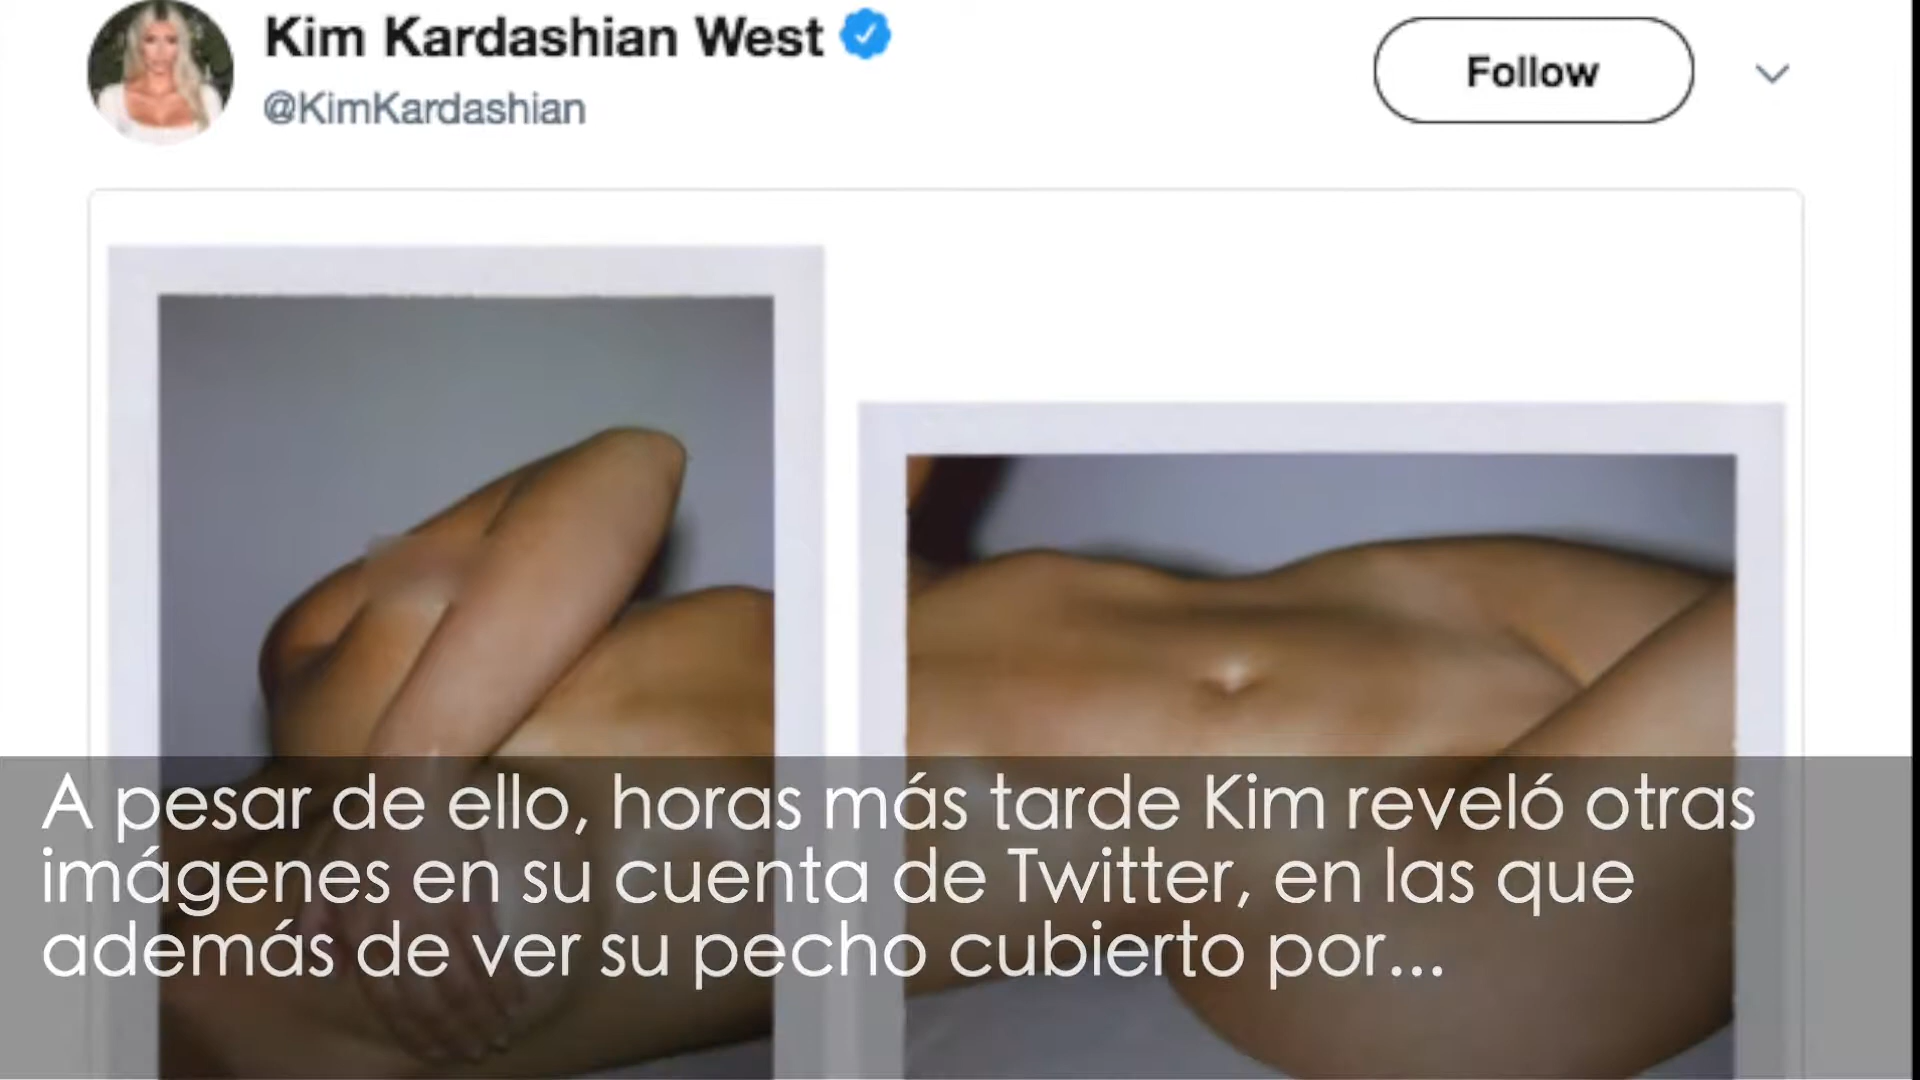 Kim Kardashian West
@KimKardashian
Follow
A pesar de ello, horas más tarde Kim reveló otras
imágenes en su cuenta de Twitter, en las que
además de ver su pecho cubierto por...